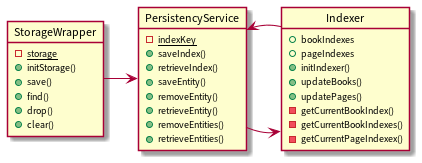 StorageWrapper
storage
initStorage()
save()
find()
drop()
clear()
PersistencyService
indexKey
saveIndex()
retrieveIndex()
saveEntity()
removeEntity()
retrieveEntity()
removeEntities()
retrieveEntities()
Indexer
bookIndexes
pageIndexes
initIndexer()
updateBooks()
updatePages()
getCurrentBookIndex()
getCurrentBookIndexes()
getCurrentPageIndexex()